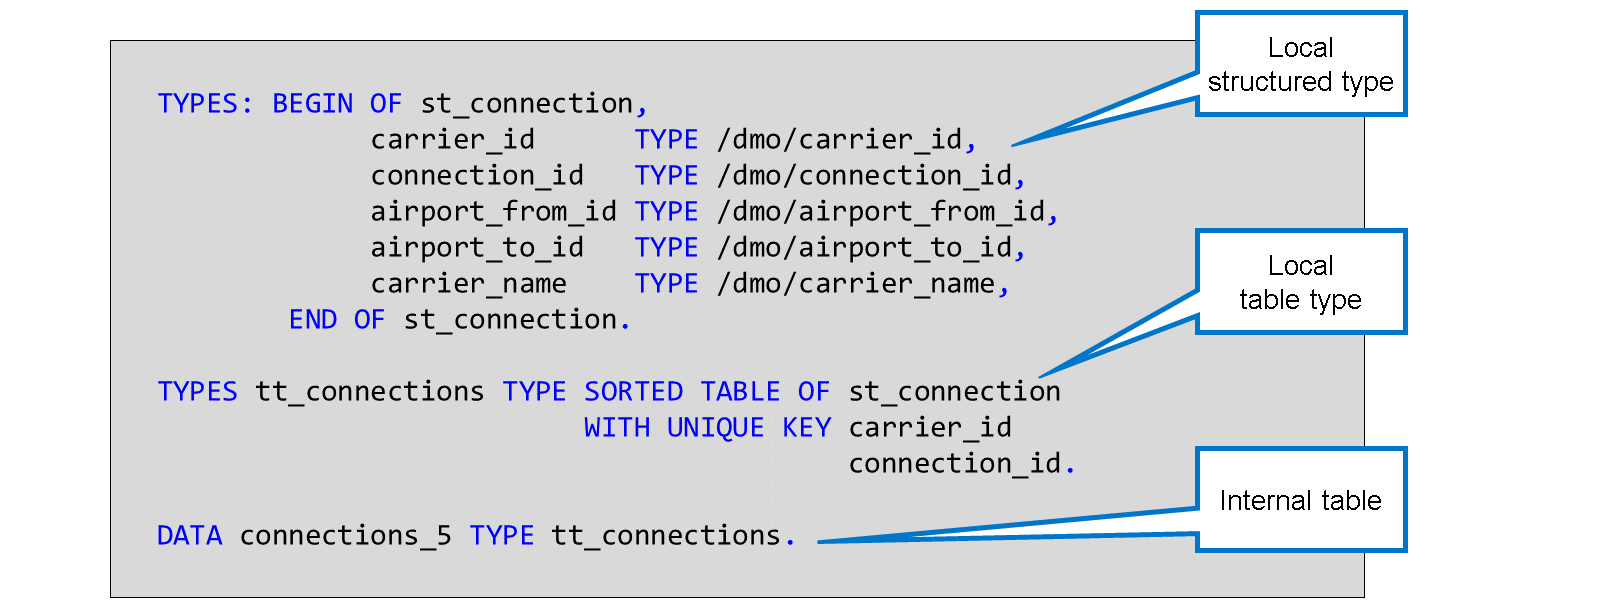 TYPES: BEGIN OF st_connection,
carrier_id TYPE /dmo/carrier_id,
connection_id TYPE /dmo/connection_id,
airport_from_id TYPE /dmo/airport_from_id,
airport_to_id TYPE /dmo/airport_to_id,
carrier_name TYPE /dmo/carrier_name,
END OF st_connection.
TYPES tt_connections TYPE SORTED TABLE OF st_connection
WITH UNIQUE KEY carrier_id
connection_id.
DATA connections_5 TYPE tt_connections.
Local
structured type
Local
table type
Internal table